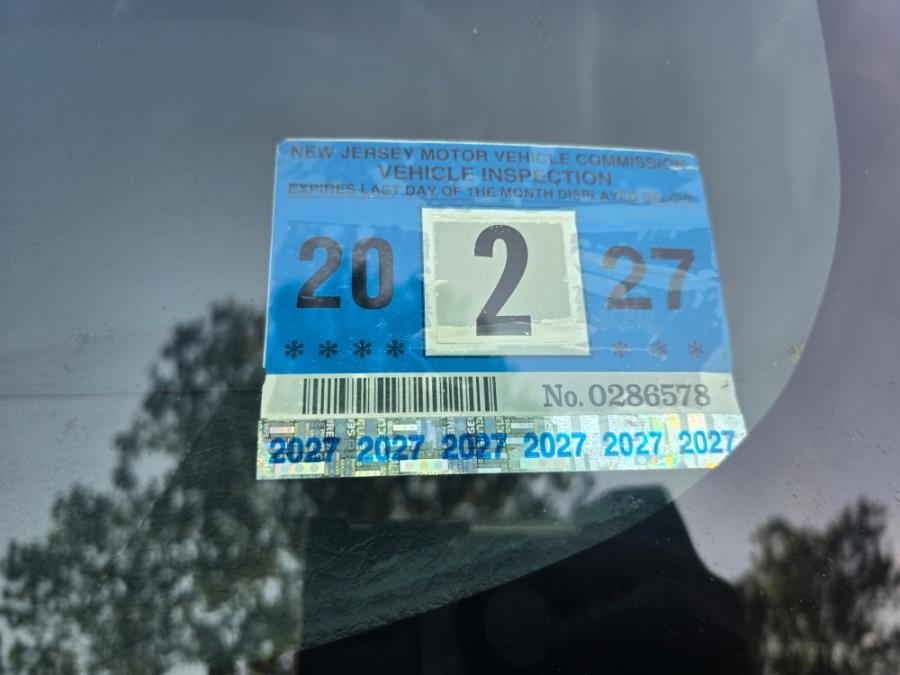 NEW JERSEY MOTOR VEHICLE COMMISSION
VEHICLE INSPECTION
EXPIRES LAST DAY OF THE MONTH DISPLAYED BELOW
20 2 27
* * * * * * *
No. 0286578
2027 2027 2027 2027 2027 2027